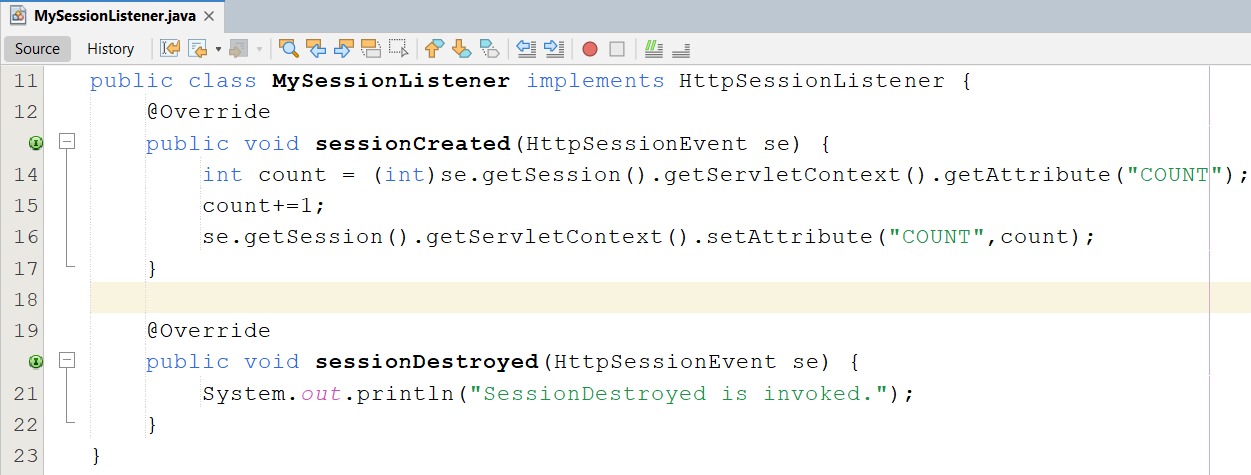 MySessionListener.java
Source History
11 public class MySessionListener implements HttpSessionListener {
12 @Override
public void sessionCreated(HttpSessionEvent se) {
14 int count = (int)se.getSession().getServletContext().getAttribute("COUNT");
15 count+=1;
16 se.getSession().getServletContext().setAttribute("COUNT",count);
17 }
18
19 @Override
public void sessionDestroyed(HttpSessionEvent se) {
21 System.out.println("SessionDestroyed is invoked.");
22 }
23 }